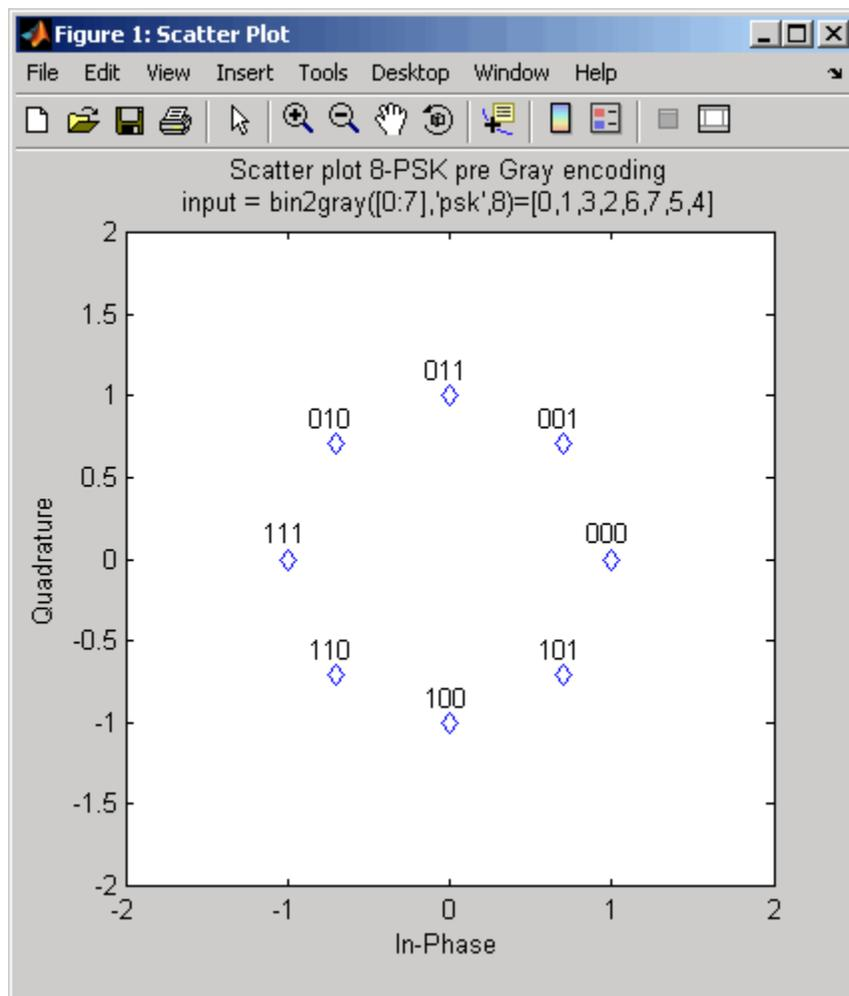 Figure 1: Scatter Plot
File Edit View Insert Tools Desktop Window Help
Scatter plot 8-PSK pre Gray encoding
input = bin2gray([0:7],'psk',8)=[0,1,3,2,6,7,5,4]
2
1.5
1
0.5
0
-0.5
-1
-1.5
-2
Quadrature
011
010
001
111
000
110
101
100
-2 -1 0 1 2
In-Phase